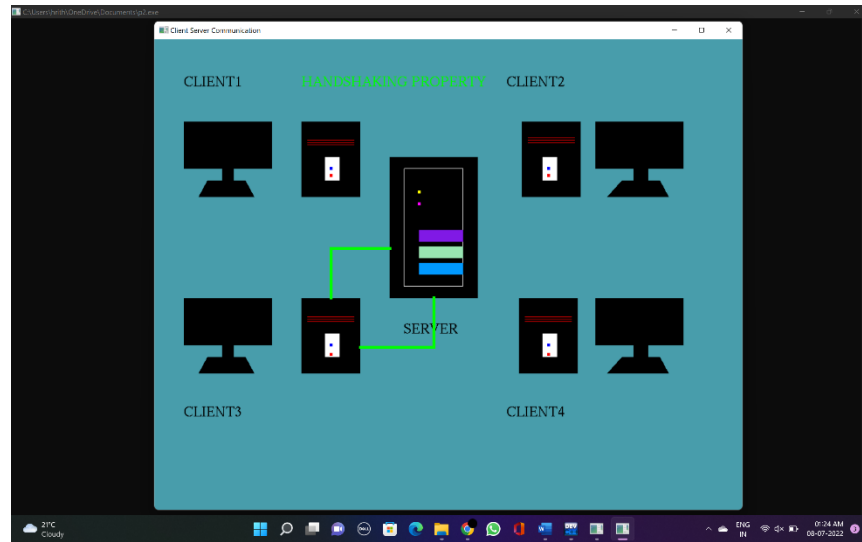 C:\Users\hrith\OneDrive\Documents\p2.exe
Client Server Communication
CLIENT1
HANDSHAKING PROPERTY
CLIENT2
SERVER
CLIENT3
CLIENT4
21°C
Cloudy
ENG
IN
01:24 AM
08-07-2022